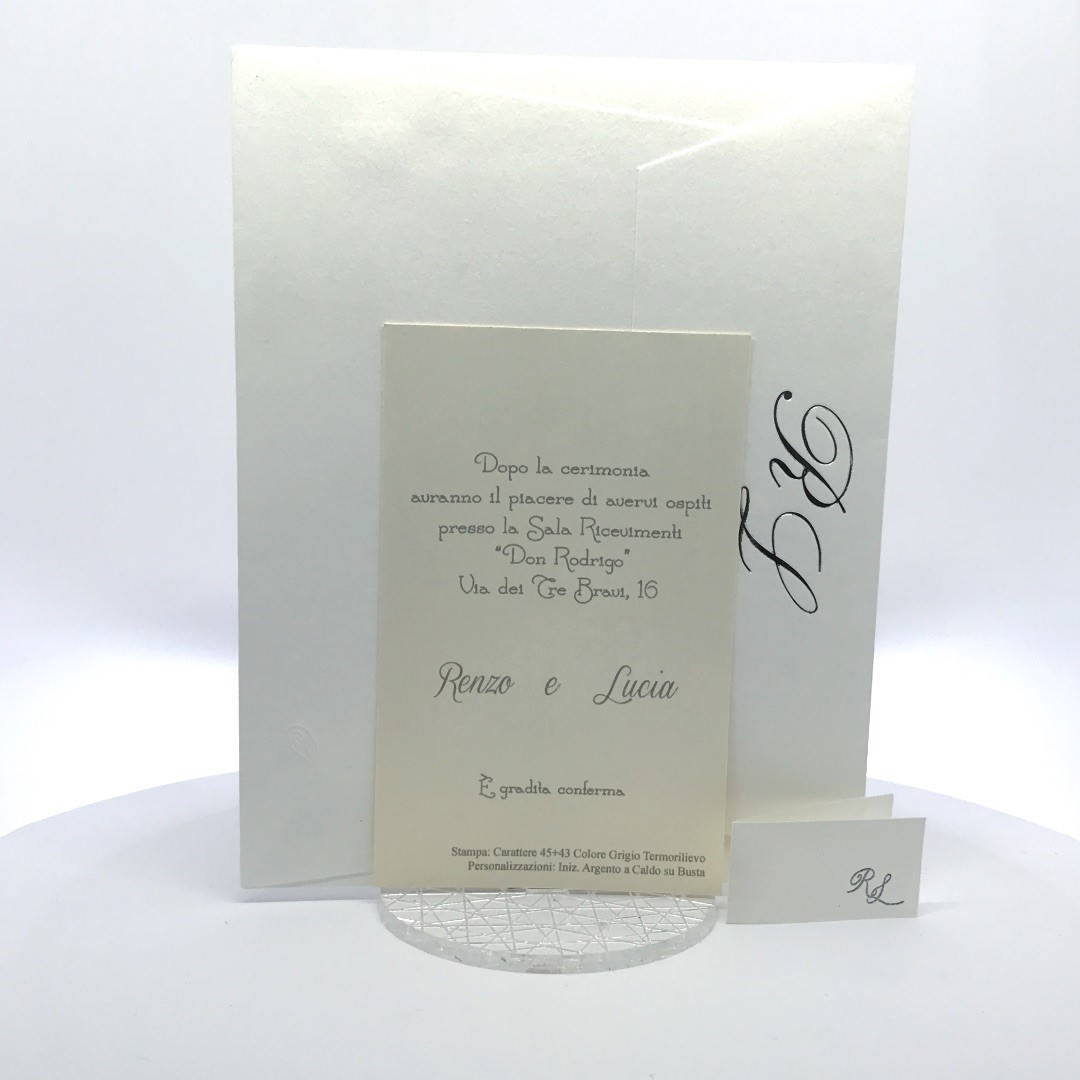 Dopo la cerimonia
avranno il piacere di avervi ospiti
presso la Sala Ricevimenti
"Don Rodrigo"
Via dei Tre Bravi, 16
Renzo e Lucia
È gradita conferma
Stampa: Carattere 45+43 Colore Grigio Termorilievo
Personalizzazioni: Iniz. Argento a Caldo su Busta
R L
RL